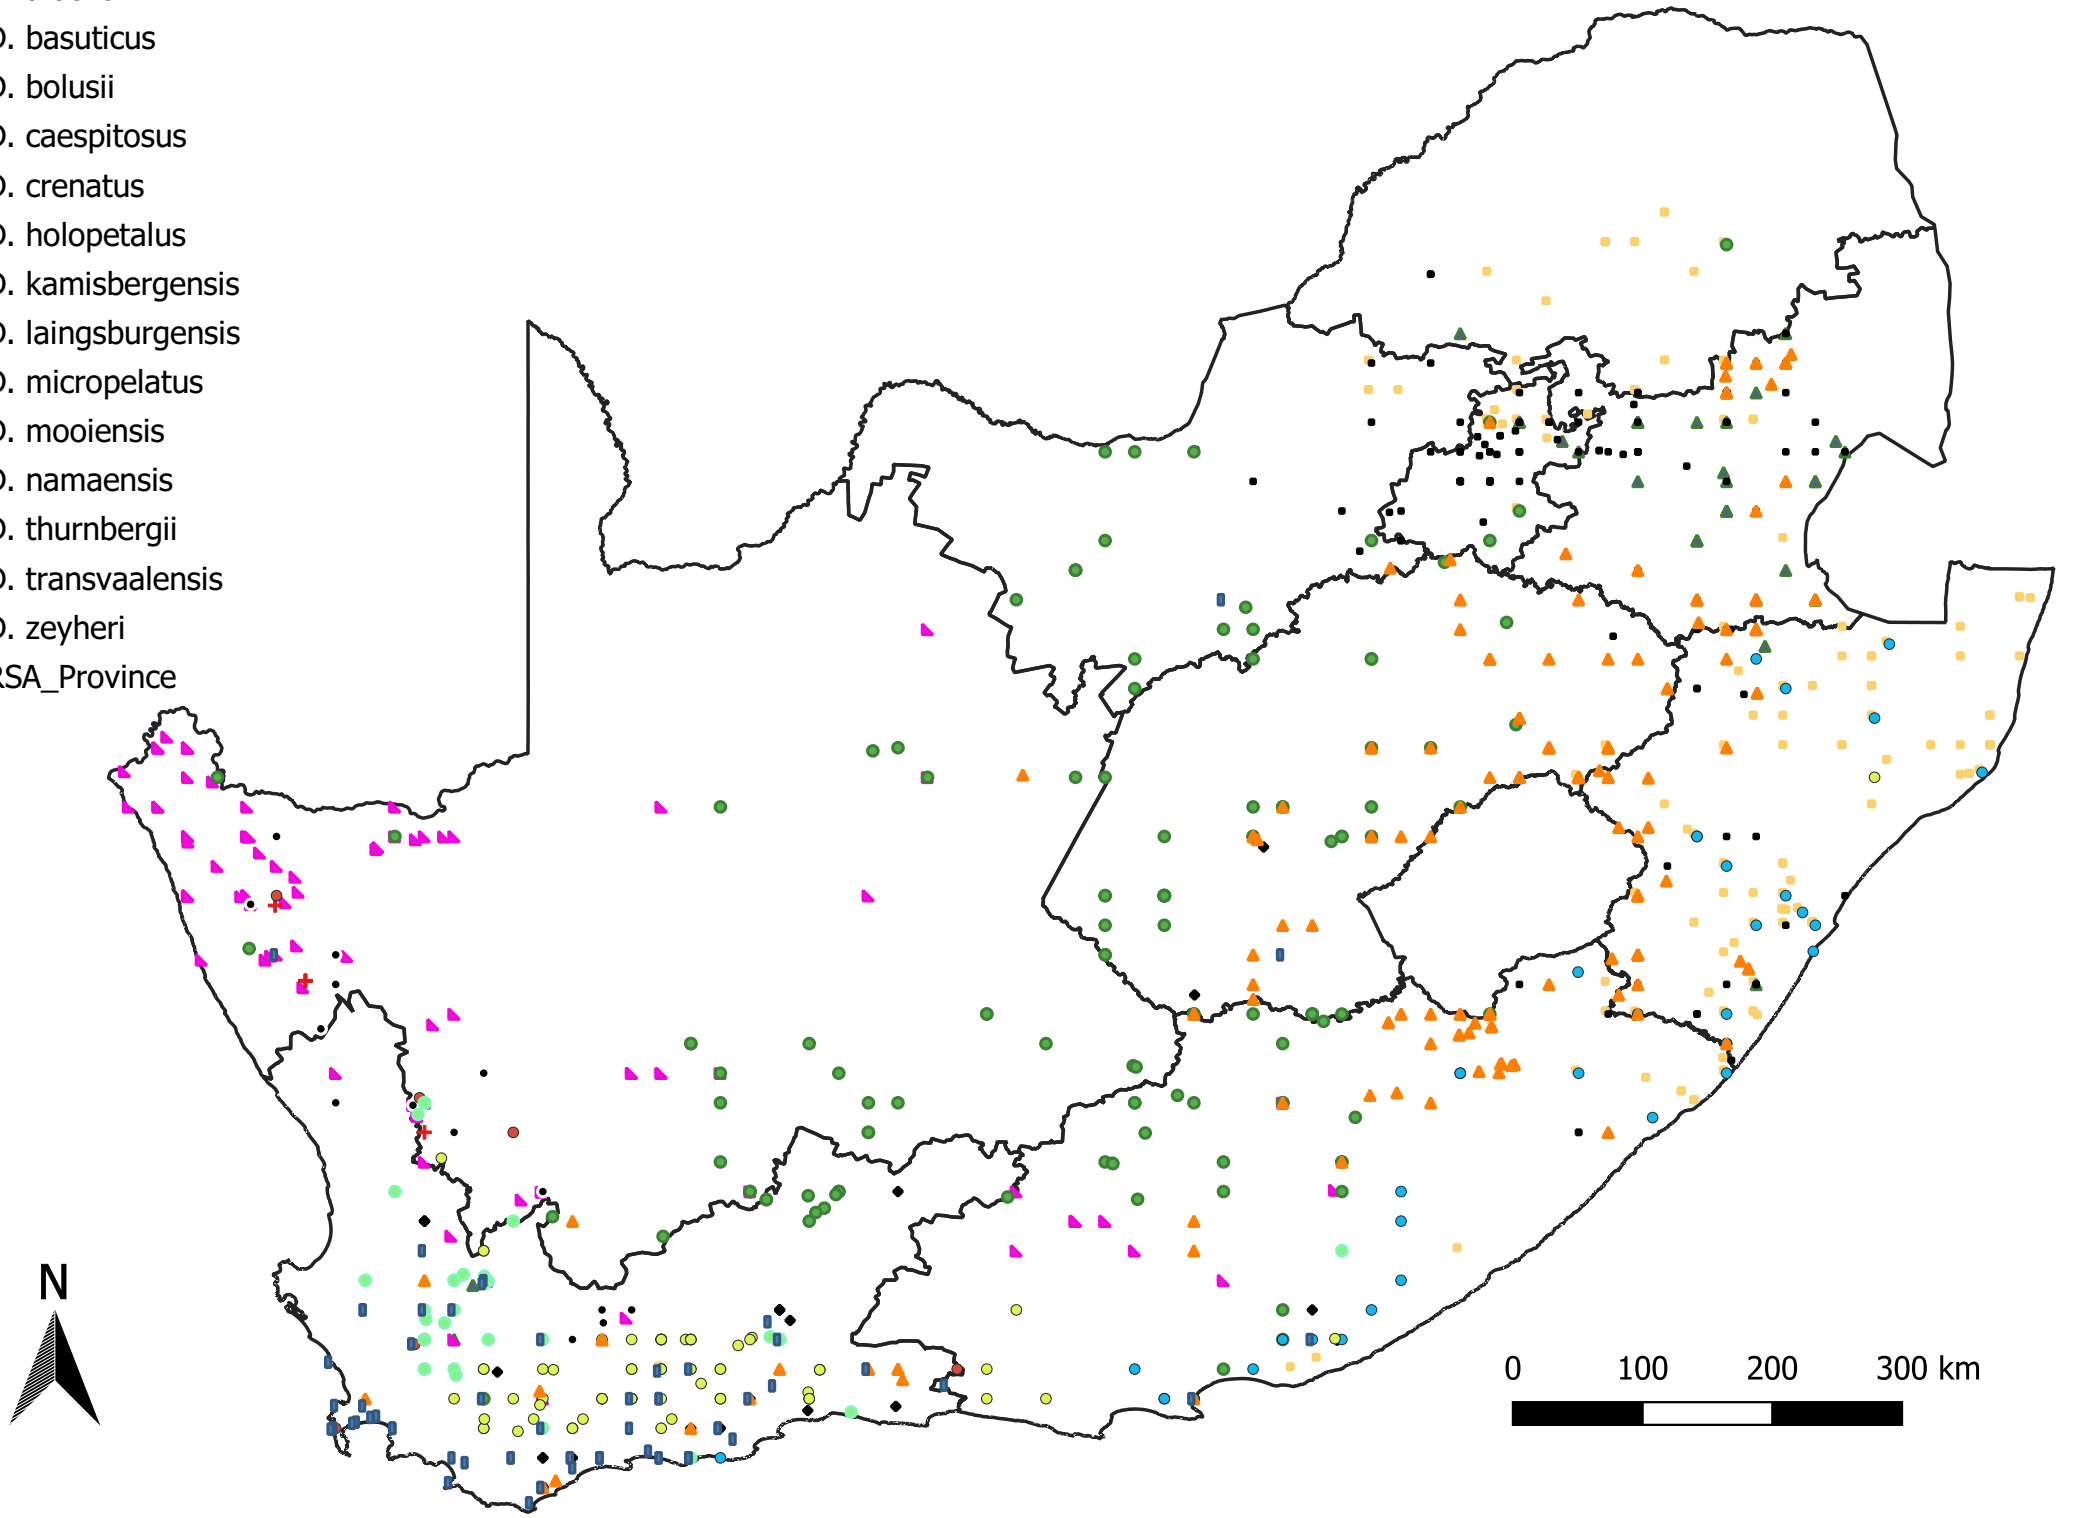 D. basuticus
D. bolusii
D. caespitosus
D. crenatus
D. holopetalus
D. kamisbergensis
D. laingsburgensis
D. micropelatus
D. mooiensis
D. namaensis
D. thurnbergii
D. transvaalensis
D. zeyheri
RSA_Province
N
0 100 200 300 km